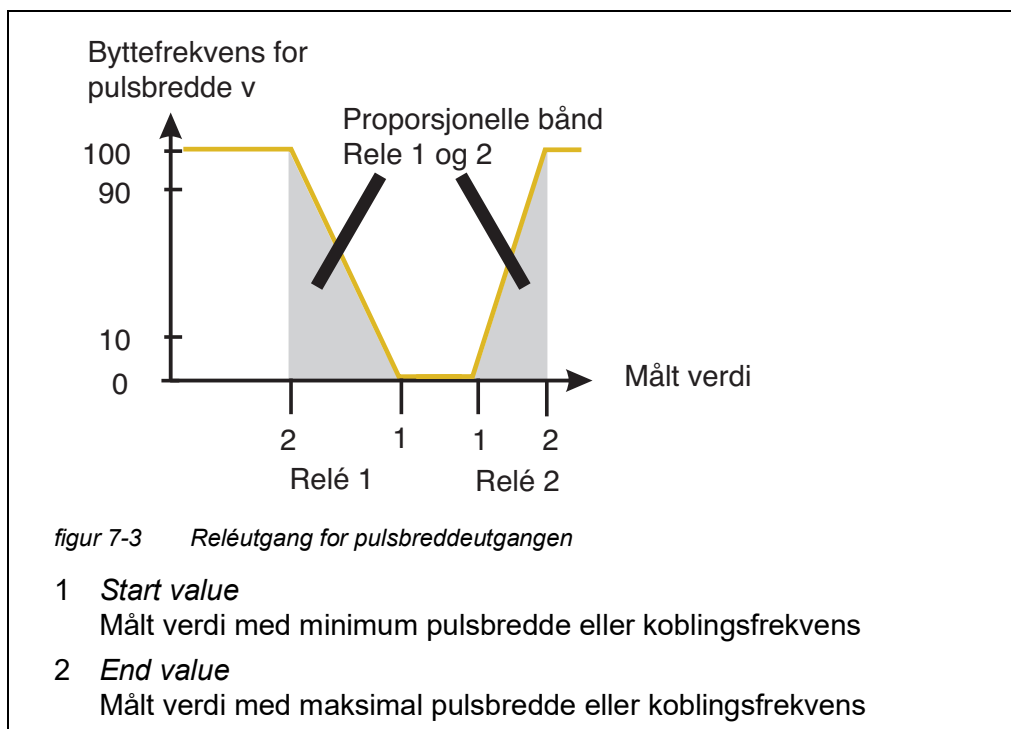 Byttefrekvens for
pulsbredde v
Proporsjonelle bånd
Rele 1 og 2
100
90
10
0
Målt verdi
2 1 1 2
Relé 1 Relé 2
figur 7-3 Reléutgang for pulsbreddeutgangen
1 Start value
Målt verdi med minimum pulsbredde eller koblingsfrekvens
2 End value
Målt verdi med maksimal pulsbredde eller koblingsfrekvens